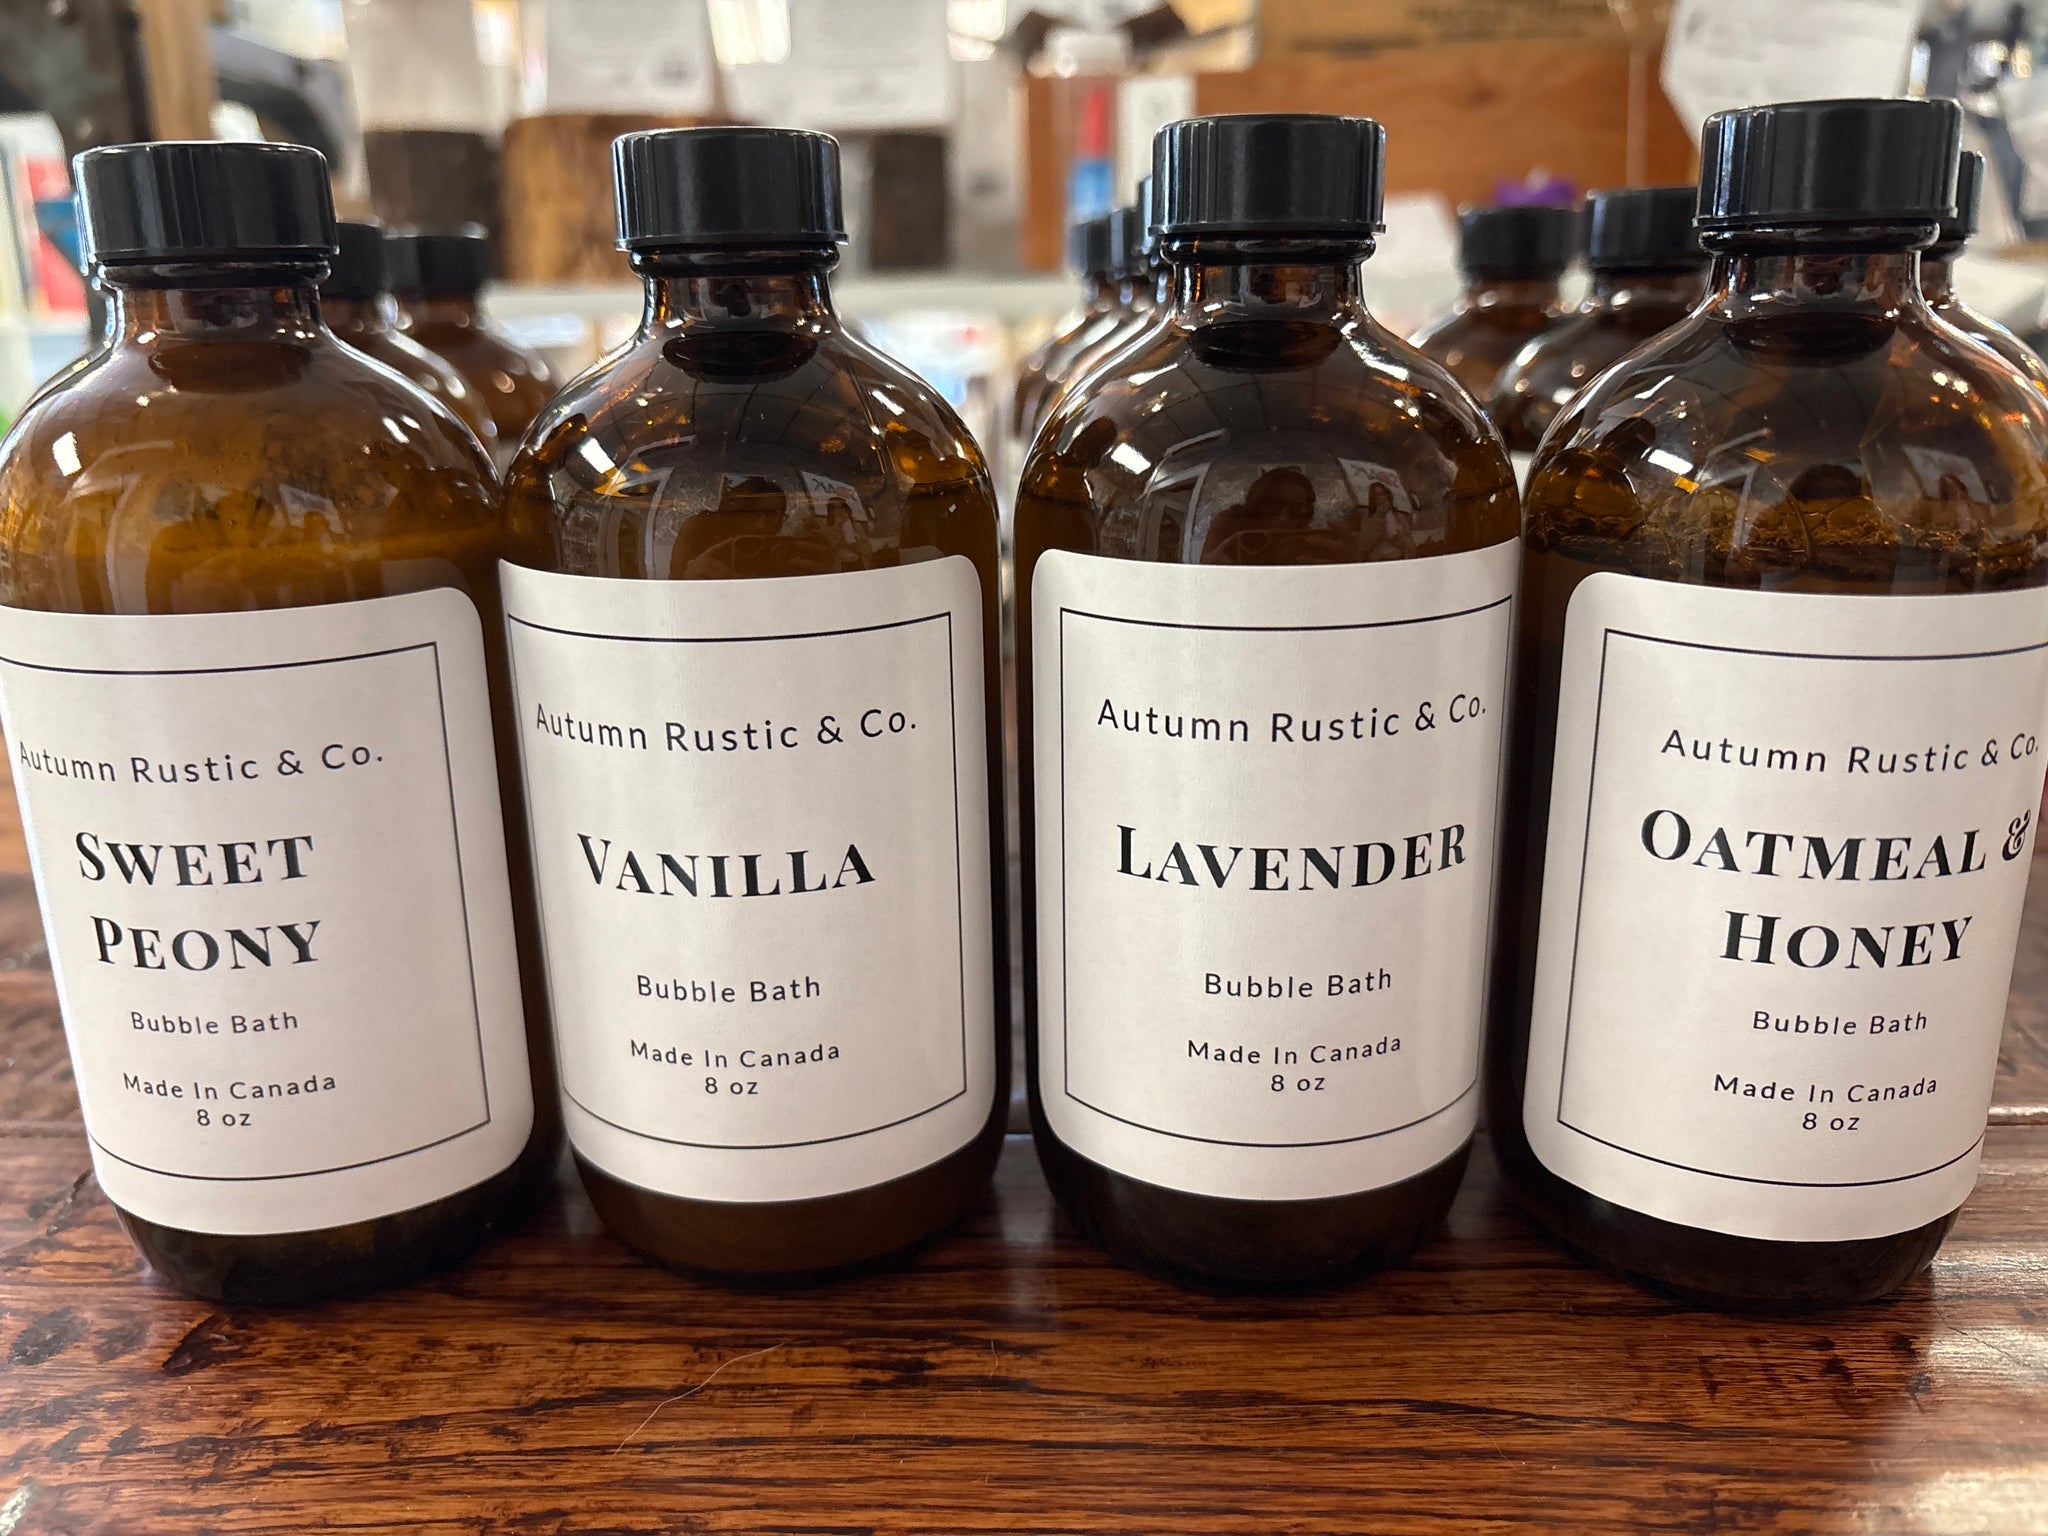 Autumn Rustic & Co.
SWEET
PEONY
Bubble Bath
Made In Canada
8 oz
Autumn Rustic & Co.
VANILLA
Bubble Bath
Made In Canada
8 oz
Autumn Rustic & Co.
LAVENDER
Bubble Bath
Made In Canada
8 oz
Autumn Rustic & Co.
OATMEAL &
HONEY
Bubble Bath
Made In Canada
8 oz